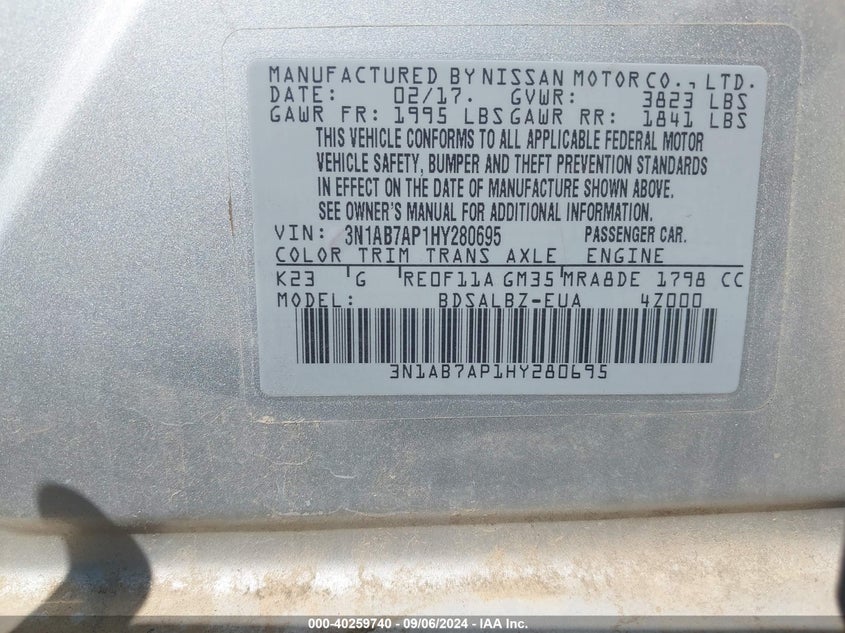 MANUFACTURED BY NISSAN MOTOR CO., LTD.
DATE: 02/17. GVWR: 3823 LBS
GAWR FR: 1995 LBS GAWR RR: 1841 LBS
THIS VEHICLE CONFORMS TO ALL APPLICABLE FEDERAL MOTOR
VEHICLE SAFETY, BUMPER AND THEFT PREVENTION STANDARDS
IN EFFECT ON THE DATE OF MANUFACTURE SHOWN ABOVE.
SEE OWNER'S MANUAL FOR ADDITIONAL INFORMATION.
VIN: 3N1AB7AP1HY280695 PASSENGER CAR.
COLOR TRIM TRANS AXLE ENGINE
K23 G RE0F11A GM35 MRA8DE 1798 CC
MODEL: BDSALBZ-EUA 4Z000
3N1AB7AP1HY280695
000-40259740 - 09/06/2024 - IAA Inc.